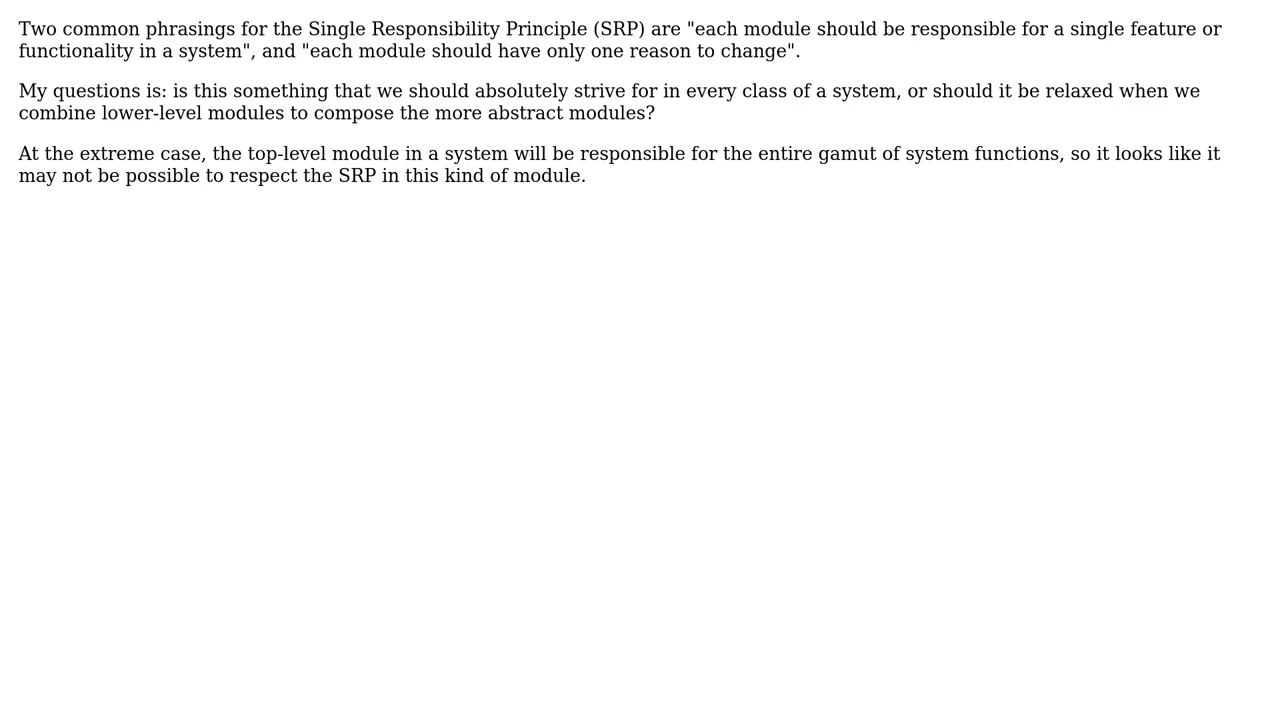 Two common phrasings for the Single Responsibility Principle (SRP) are "each module should be responsible for a single feature or
functionality in a system", and "each module should have only one reason to change".
My questions is: is this something that we should absolutely strive for in every class of a system, or should it be relaxed when we
combine lower-level modules to compose the more abstract modules?
At the extreme case, the top-level module in a system will be responsible for the entire gamut of system functions, so it looks like it
may not be possible to respect the SRP in this kind of module.